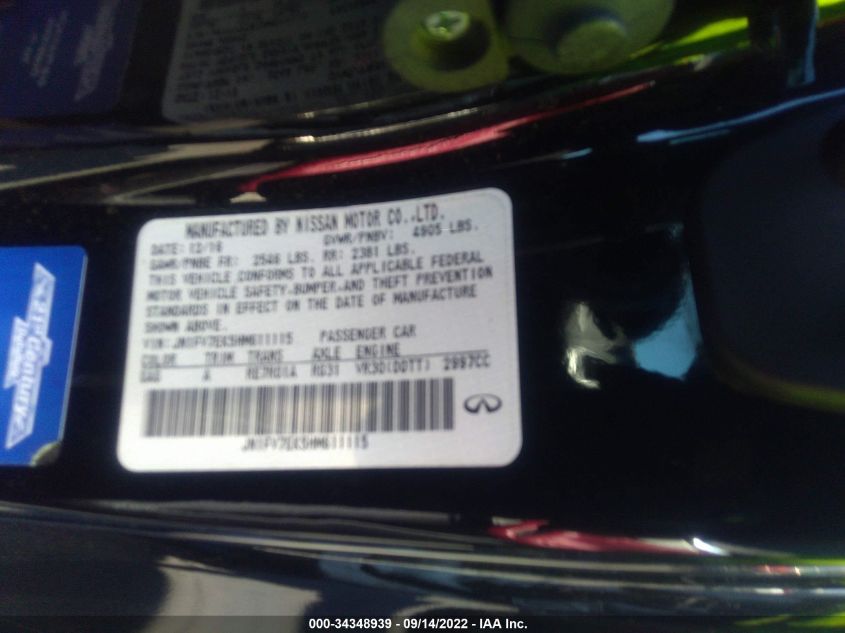 MANUFACTURED BY NISSAN MOTOR CO.,LTD.
DATE: 12/16 GVWR/PNBV: 4905 LBS.
GAWR/PNBE FR: 2546 LBS. RR: 2381 LBS.
THIS VEHICLE CONFORMS TO ALL APPLICABLE FEDERAL
MOTOR VEHICLE SAFETY,BUMPER,AND THEFT PREVENTION
STANDARDS IN EFFECT ON THE DATE OF MANUFACTURE
SHOWN ABOVE.
VIN: PASSENGER CAR
COLOR TRIM TRANS AXLE ENGINE
A RE7R01A RG31 VR30(DDTT) 2997CC
21st Century
000-34348939 - 09/14/2022 - IAA Inc.